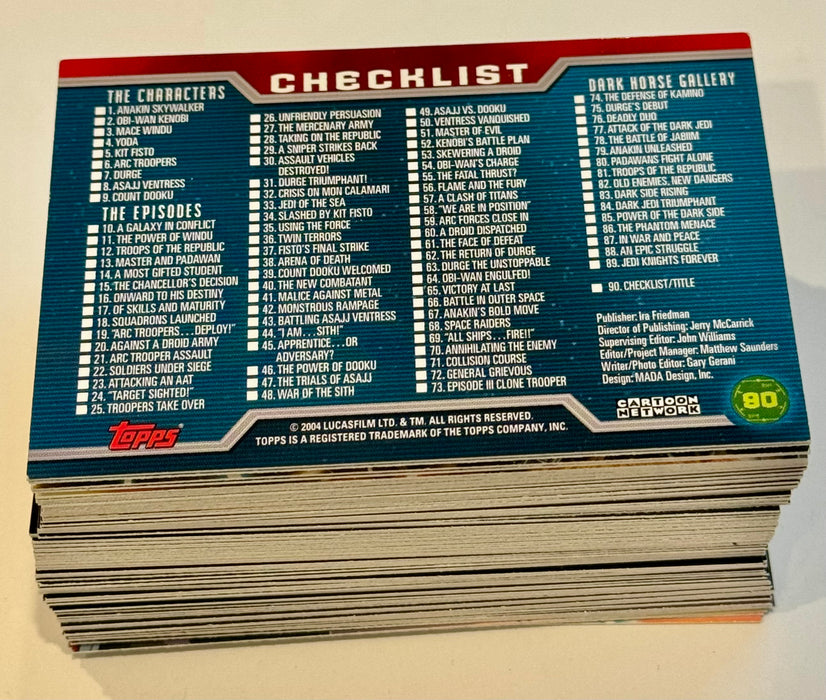 CHECKLIST
THE CHARACTERS
1. ANAKIN SKYWALKER
2. OBI-WAN KENOBI
3. MACE WINDU
4. YODA
5. KIT FISTO
6. ARC TROOPERS
7. DURGE
8. ASAJJ VENTRESS
9. COUNT DOOKU
THE EPISODES
10. A GALAXY IN CONFLICT
11. THE POWER OF WINDU
12. TROOPS OF THE REPUBLIC
13. MASTER AND PADAWAN
14. A MOST GIFTED STUDENT
15. THE CHANCELLOR'S DECISION
16. ONWARD TO HIS DESTINY
17. OF SKILLS AND MATURITY
18. SQUADRONS LAUNCHED
19. "ARC TROOPERS...DEPLOY!"
20. AGAINST A DROID ARMY
21. ARC TROOPER ASSAULT
22. SOLDIERS UNDER SIEGE
23. ATTACKING AN AAT
24. "TARGET SIGHTED!"
25. TROOPERS TAKE OVER
26. UNFRIENDLY PERSUASION
27. THE MERCENARY ARMY
28. TAKING ON THE REPUBLIC
29. A SNIPER STRIKES BACK
30. ASSAULT VEHICLES
DESTROYED!
31. DURGE TRIUMPHANT!
32. CRISIS ON MON CALAMARI
33. JEDI OF THE SEA
34. SLASHED BY KIT FISTO
35. USING THE FORCE
36. TWIN TERRORS
37. FISTO'S FINAL STRIKE
38. ARENA OF DEATH
39. COUNT DOOKU WELCOMED
40. THE NEW COMBATANT
41. MALICE AGAINST METAL
42. MONSTROUS RAMPAGE
43. BATTLING ASAJJ VENTRESS
44. "I AM...SITH!"
45. APPRENTICE...OR
ADVERSARY?
46. THE POWER OF DOOKU
47. THE TRIALS OF ASAJJ
48. WAR OF THE SITH
49. ASAJJ VS. DOOKU
50. VENTRESS VANQUISHED
51. MASTER OF EVIL
52. KENOBI'S BATTLE PLAN
53. SKEWERING A DROID
54. OBI-WAN'S CHARGE
55. THE FATAL THRUST?
56. FLAME AND THE FURY
57. A CLASH OF TITANS
58. "WE ARE IN POSITION"
59. ARC FORCES CLOSE IN
60. A DROID DISPATCHED
61. THE FACE OF DEFEAT
62. THE RETURN OF DURGE
63. DURGE THE UNSTOPPABLE
64. OBI-WAN ENGULFED!
65. VICTORY AT LAST
66. BATTLE IN OUTER SPACE
67. ANAKIN'S BOLD MOVE
68. SPACE RAIDERS
69. "ALL SHIPS...FIRE!"
70. ANNIHILATING THE ENEMY
71. COLLISION COURSE
72. GENERAL GRIEVOUS
73. EPISODE III CLONE TROOPER
DARK HORSE GALLERY
74. THE DEFENSE OF KAMINO
75. DURGE'S DEBUT
76. DEADLY DUO
77. ATTACK OF THE DARK JEDI
78. THE BATTLE OF JABIIM
79. ANAKIN UNLEASHED
80. PADAWANS FIGHT ALONE
81. TROOPS OF THE REPUBLIC
82. OLD ENEMIES, NEW DANGERS
83. DARK SIDE RISING
84. DARK JEDI TRIUMPHANT
85. POWER OF THE DARK SIDE
86. THE PHANTOM MENACE
87. IN WAR AND PEACE
88. AN EPIC STRUGGLE
89. JEDI KNIGHTS FOREVER
90. CHECKLIST/TITLE
Publisher: Ira Friedman
Director of Publishing: Jerry McCarrick
Supervising Editor: John Williams
Editor/Project Manager: Matthew Saunders
Writer/Photo Editor: Gary Gerani
Design: MADA Design, Inc.
CARTOON
NETWORK
90
Topps
© 2004 LUCASFILM LTD. & TM. ALL RIGHTS RESERVED.
TOPPS IS A REGISTERED TRADEMARK OF THE TOPPS COMPANY, INC.